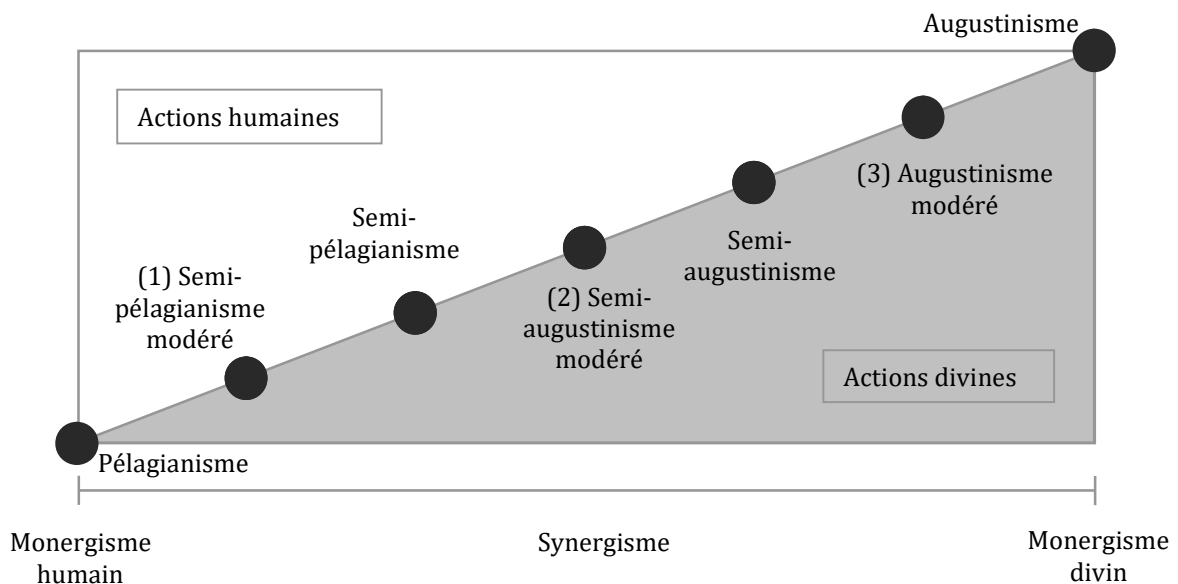 Augustinisme
Actions humaines
(3) Augustinisme
modéré
Semi-
pélagianisme
Semi-
augustinisme
(1) Semi-
pélagianisme
modéré
(2) Semi-
augustinisme
modéré
Actions divines
Pélagianisme
Monergisme
humain
Synergisme
Monergisme
divin